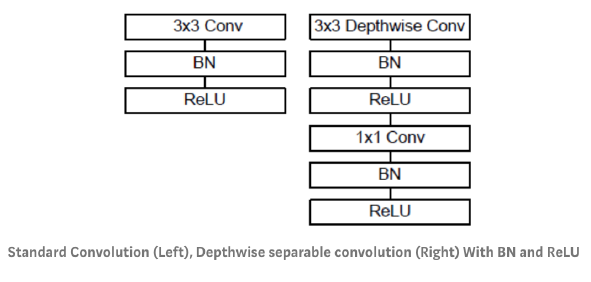 3x3 Conv
BN
ReLU
3x3 Depthwise Conv
BN
ReLU
1x1 Conv
BN
ReLU
Standard Convolution (Left), Depthwise separable convolution (Right) With BN and ReLU